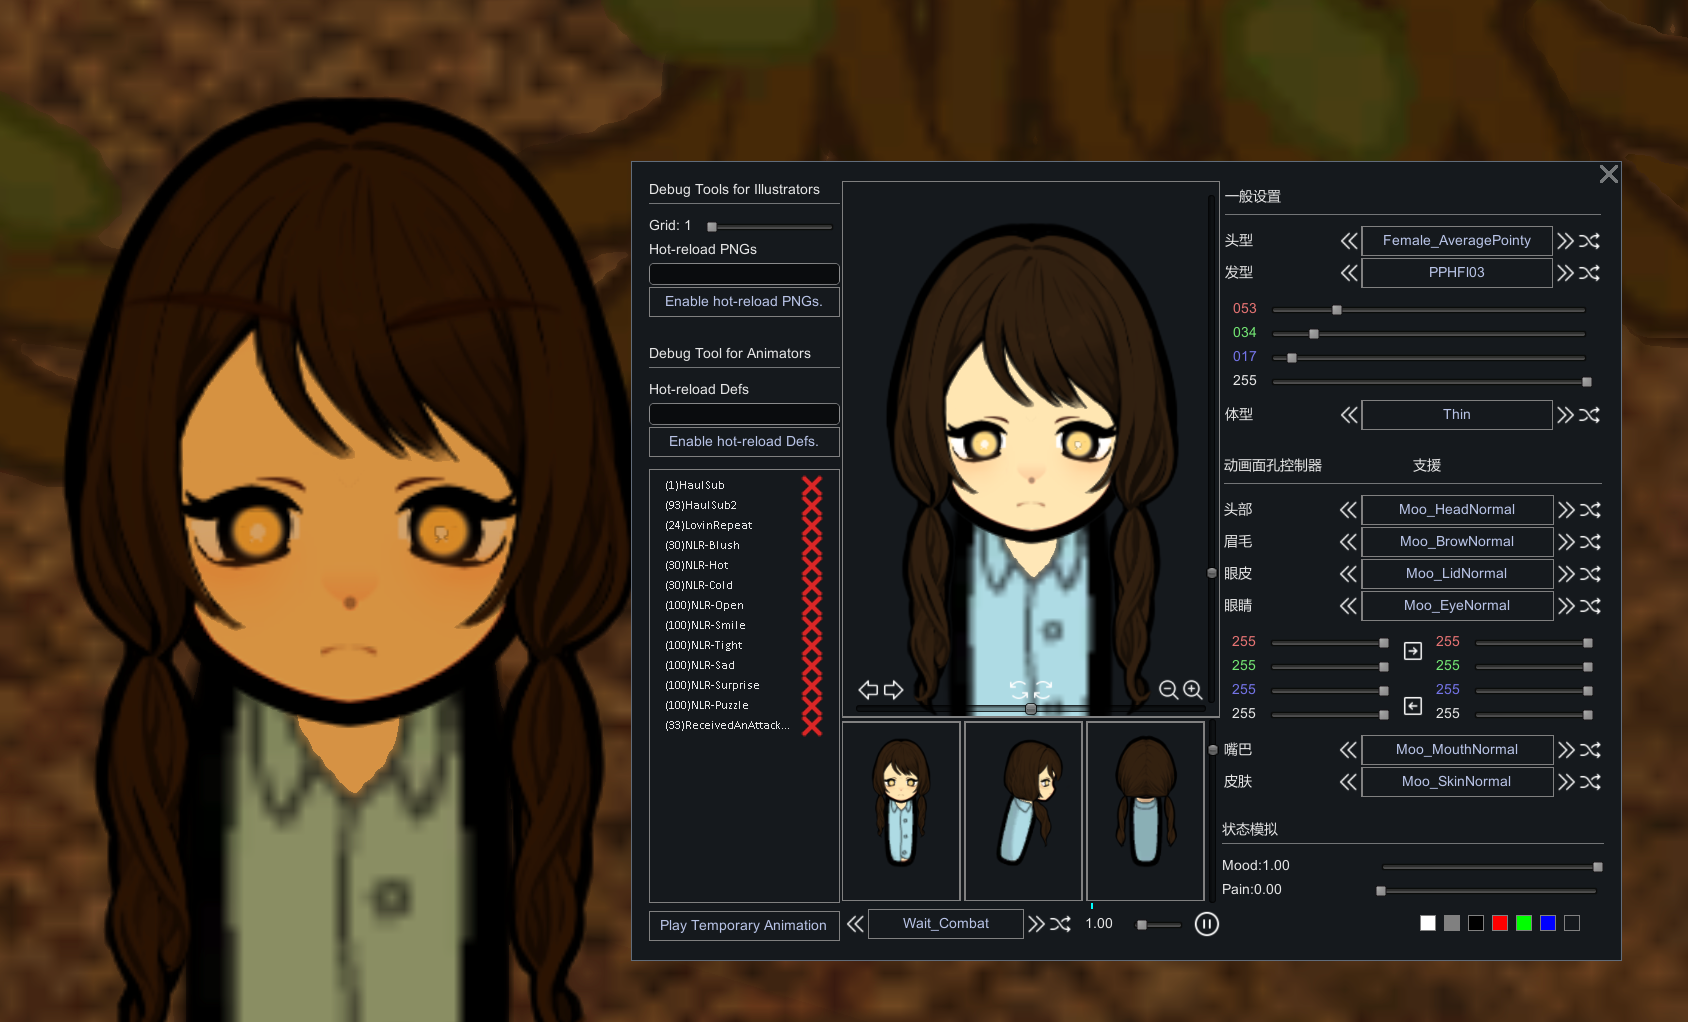 Debug Tools for Illustrators
Grid: 1
Hot-reload PNGs
Enable hot-reload PNGs.
Debug Tool for Animators
Hot-reload Defs
Enable hot-reload Defs.
(1)HaulSub
(93)HaulSub2
(24)LovinRepeat
(30)NLR-Blush
(30)NLR-Hot
(30)NLR-Cold
(100)NLR-Open
(100)NLR-Smile
(100)NLR-Tight
(100)NLR-Sad
(100)NLR-Surprise
(100)NLR-Puzzle
(33)ReceivedAnAttack...
Play Temporary Animation
Wait_Combat
1.00
一般设置
头型 Female_AveragePointy
发型 PPHFl03
053
034
017
255
体型 Thin
动画面孔控制器 支援
头部 Moo_HeadNormal
眉毛 Moo_BrowNormal
眼皮 Moo_LidNormal
眼睛 Moo_EyeNormal
255 255
255 255
255 255
255 255
嘴巴 Moo_MouthNormal
皮肤 Moo_SkinNormal
状态模拟
Mood:1.00
Pain:0.00